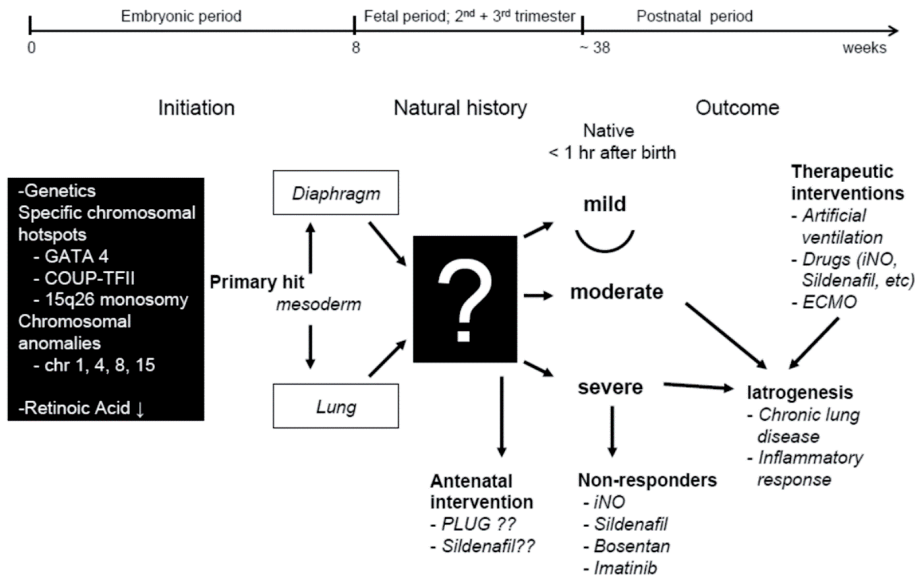 Embryonic period
Fetal period; 2nd + 3rd trimester
Postnatal period
0
8
~ 38
weeks
Initiation
Natural history
Outcome
Native
< 1 hr after birth
-Genetics
Specific chromosomal
hotspots
- GATA 4
- COUP-TFII
- 15q26 monosomy
Chromosomal
anomalies
- chr 1, 4, 8, 15
-Retinoic Acid ↓
Primary hit
Diaphragm
mesoderm
Lung
?
mild
moderate
severe
Therapeutic
interventions
- Artificial
ventilation
- Drugs (iNO,
Sildenafil, etc)
- ECMO
Iatrogenesis
- Chronic lung
disease
- Inflammatory
response
Antenatal
intervention
- PLUG ??
- Sildenafil??
Non-responders
- iNO
- Sildenafil
- Bosentan
- Imatinib